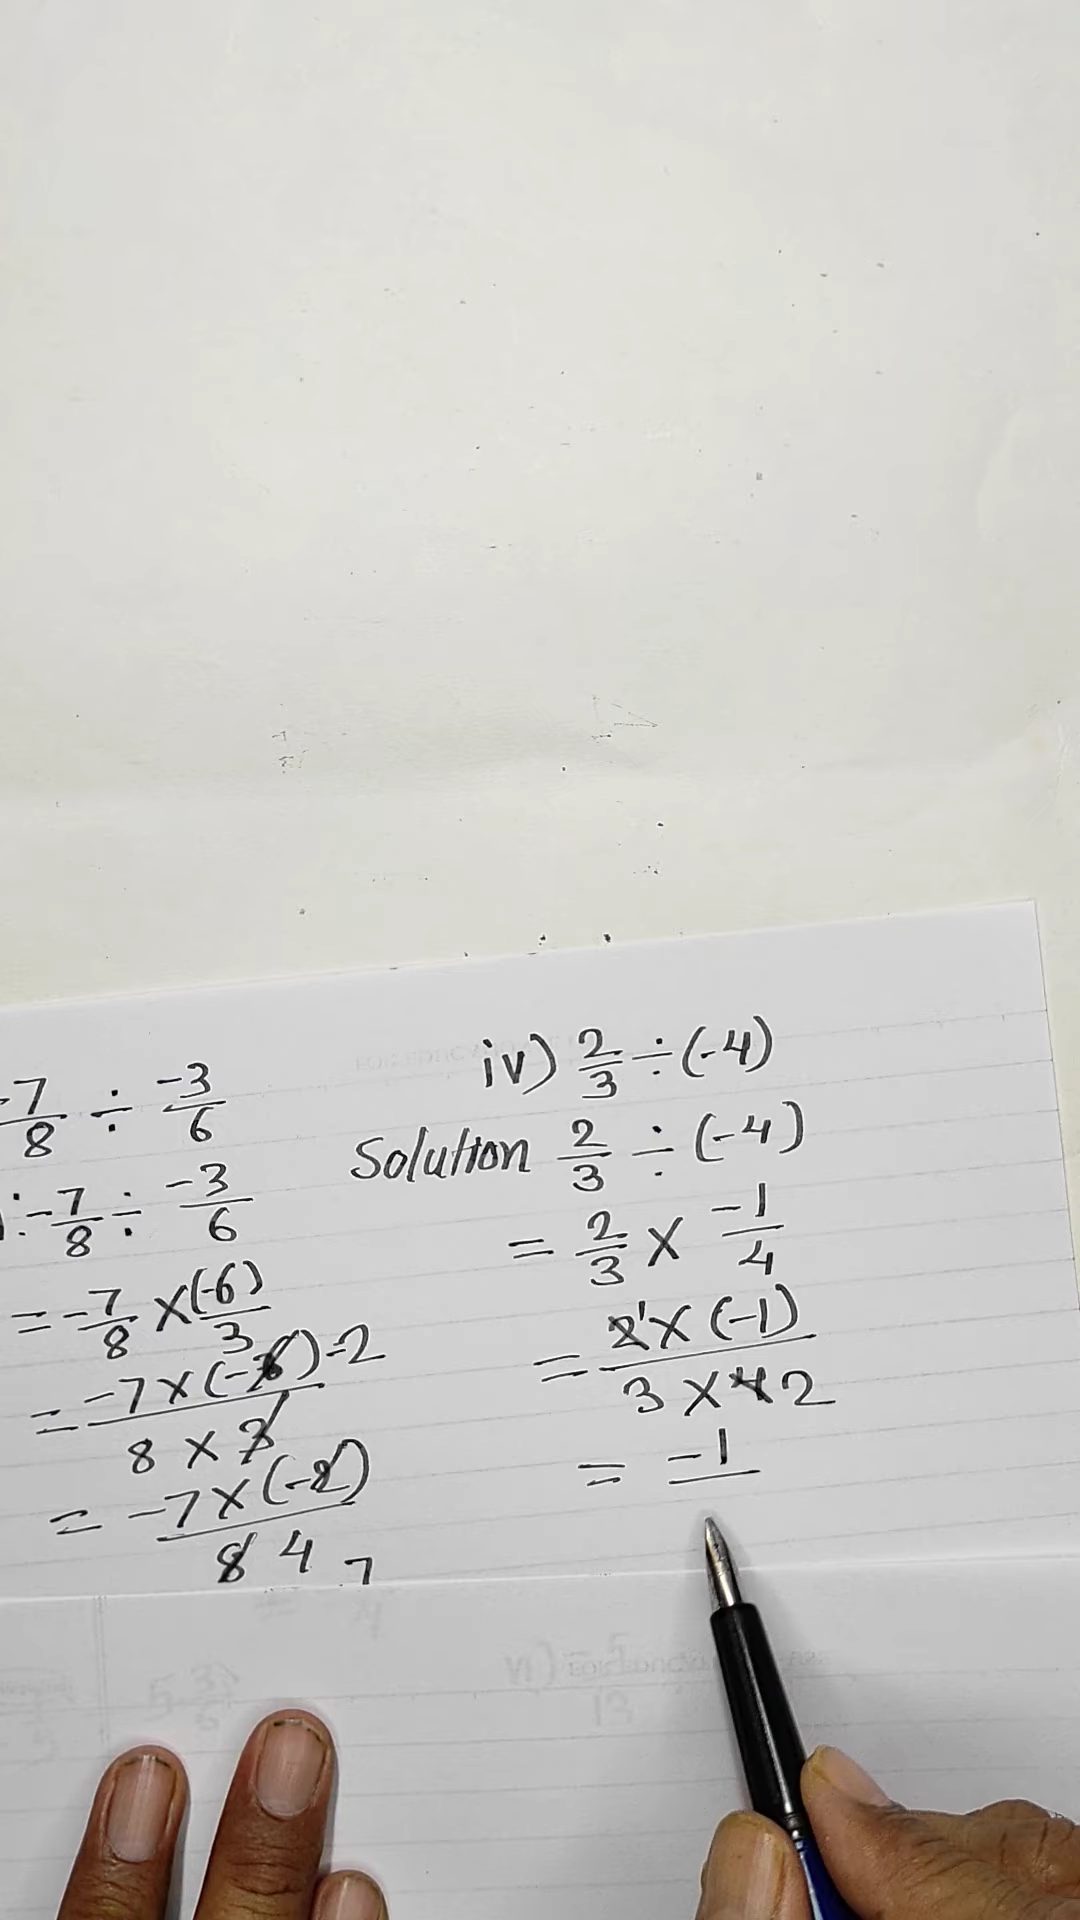 -7/8 ÷ -3/6
: -7/8 ÷ -3/6
= -7/8 × (-6)/3
= -7 × (-6) -2 / 8 × 3
= -7 × (-2) / 8 4
7
iv) 2/3 ÷ (-4)
Solution 2/3 ÷ (-4)
= 2/3 × -1/4
= 2 1 × (-1) / 3 × 4 2
= -1/